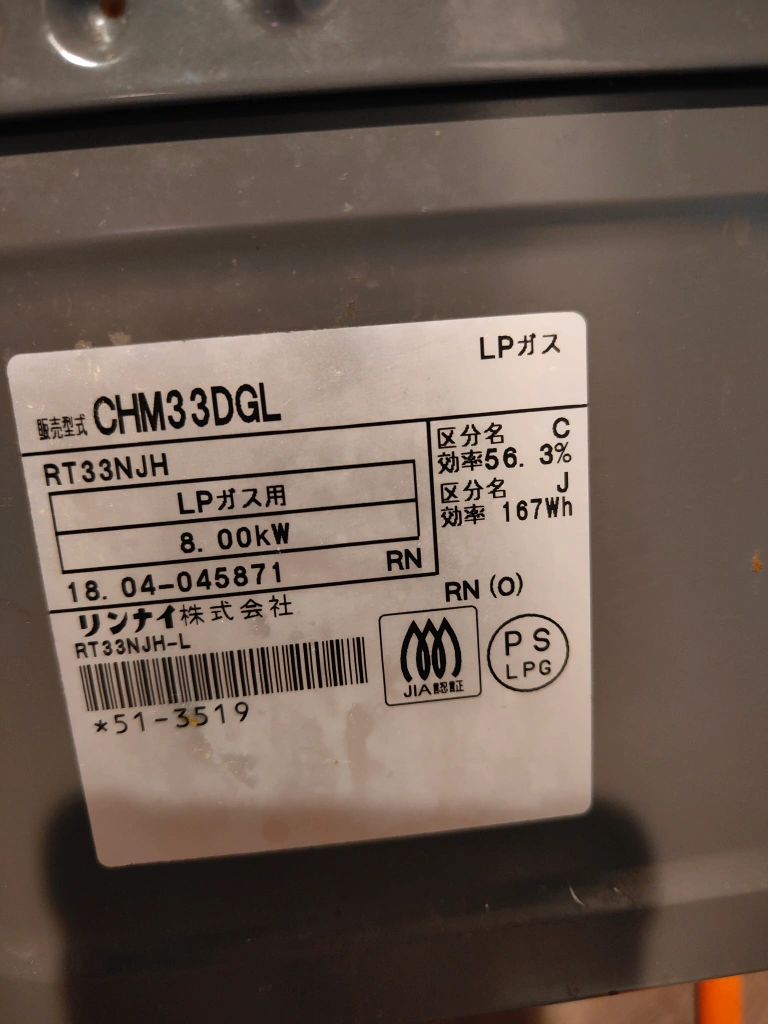 LPガス
販売型式 CHM33DGL
RT33NJH
LPガス用
8.00kW
RN
18.04-045871
区分名 C
効率56.3%
区分名 J
効率 167Wh
リンナイ株式会社
RN(O)
RT33NJH-L
*51-3519
JIA認証
PS
LPG